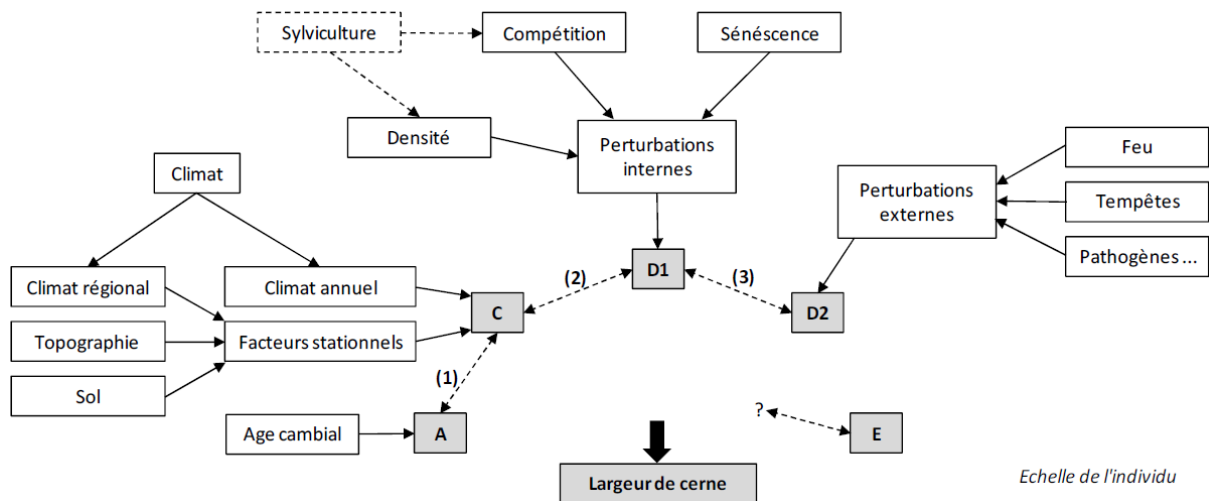 Sylviculture
Compétition
Sénéscence
Densité
Perturbations
internes
Feu
Climat
Perturbations
externes
Tempêtes
Pathogènes ...
Climat régional
Climat annuel
(2)
D1
(3)
C
D2
Topographie
Facteurs stationnels
Sol
(1)
Age cambial
A
?
E
Largeur de cerne
Echelle de l'individu